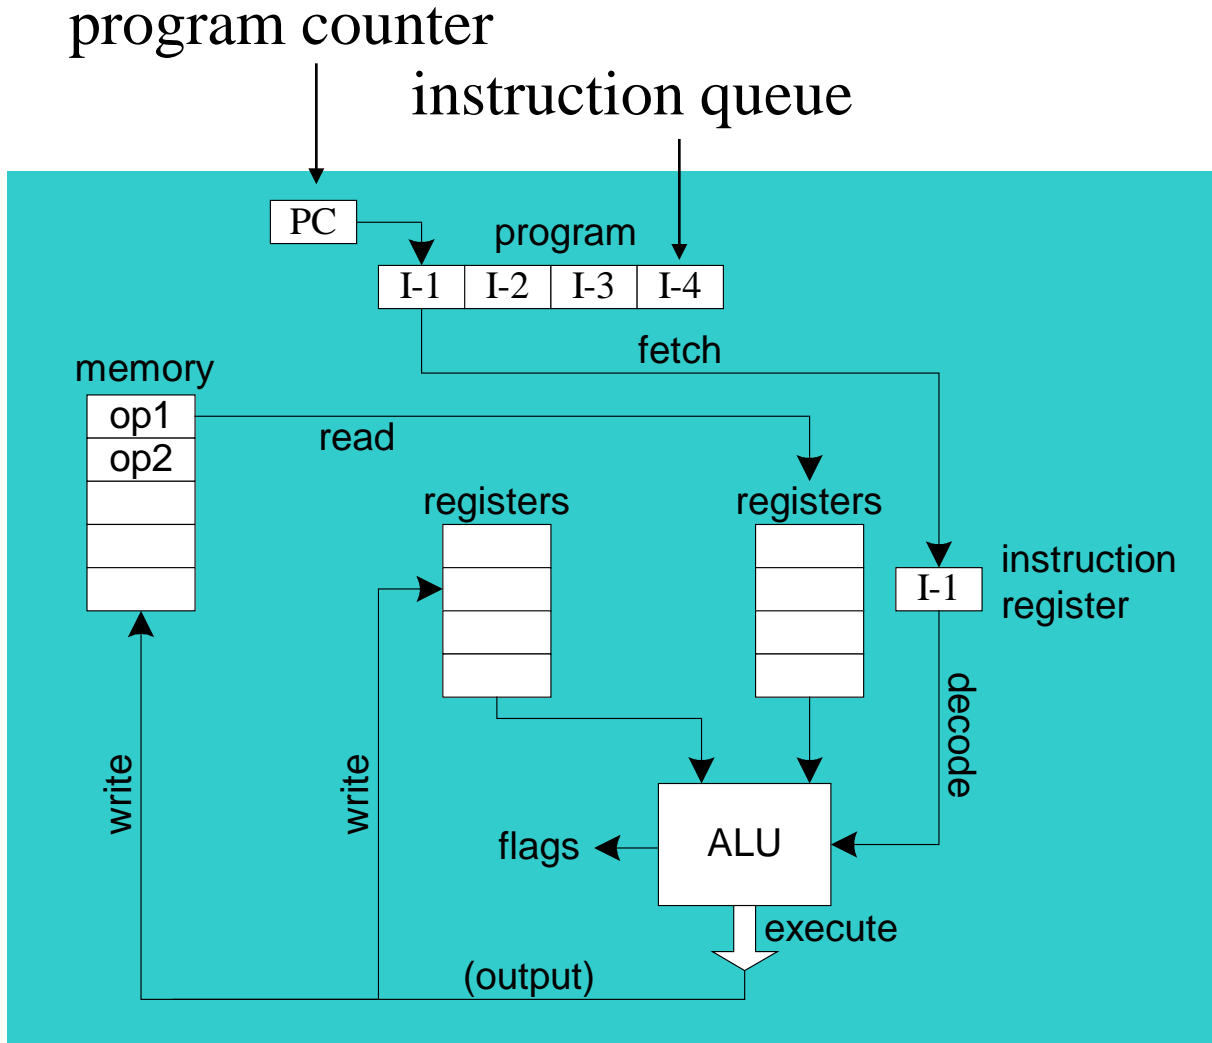 program counter
instruction queue
PC
program
I-1 I-2 I-3 I-4
fetch
memory
op1
op2
read
registers
registers
instruction
register
I-1
decode
write
write
flags
ALU
execute
(output)